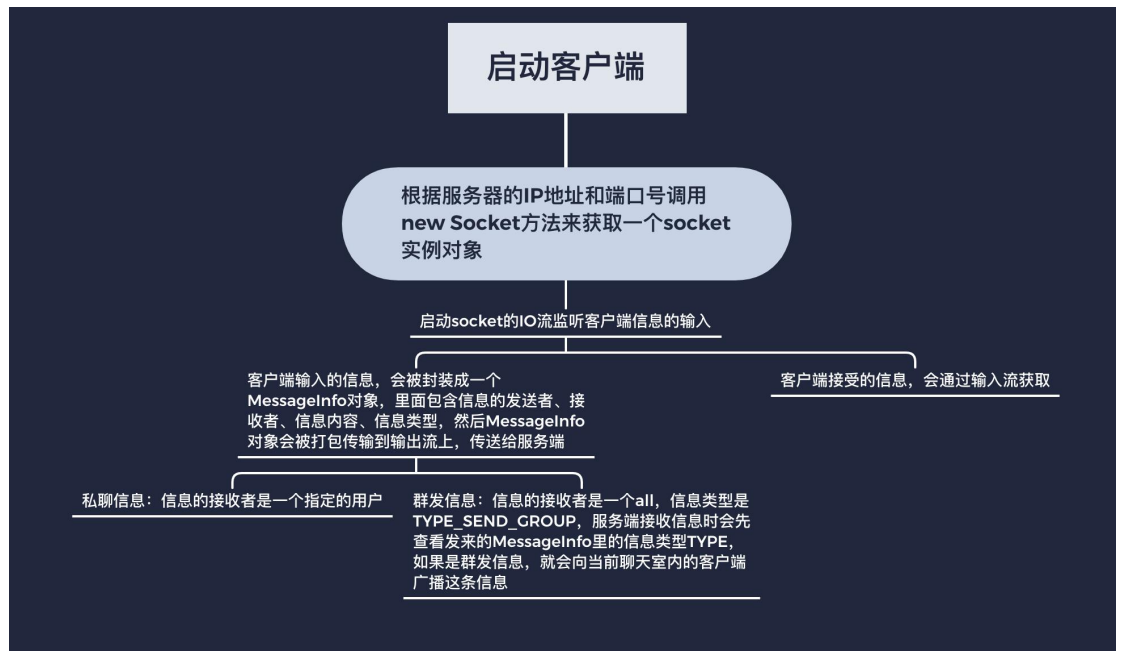 启动客户端
根据服务器的IP地址和端口号调用
new Socket方法来获取一个socket
实例对象
启动socket的IO流监听客户端信息的输入
客户端输入的信息，会被封装成一个
MessageInfo对象，里面包含信息的发送者、接
收者、信息内容、信息类型，然后MessageInfo
对象会被打包传输到输出流上，传送给服务端
客户端接受的信息，会通过输入流获取
私聊信息：信息的接收者是一个指定的用户
群发信息：信息的接收者是一个all，信息类型是
TYPE_SEND_GROUP，服务端接收信息时会先
查看发来的MessageInfo里的信息类型TYPE，
如果是群发信息，就会向当前聊天室内的客户端
广播这条信息